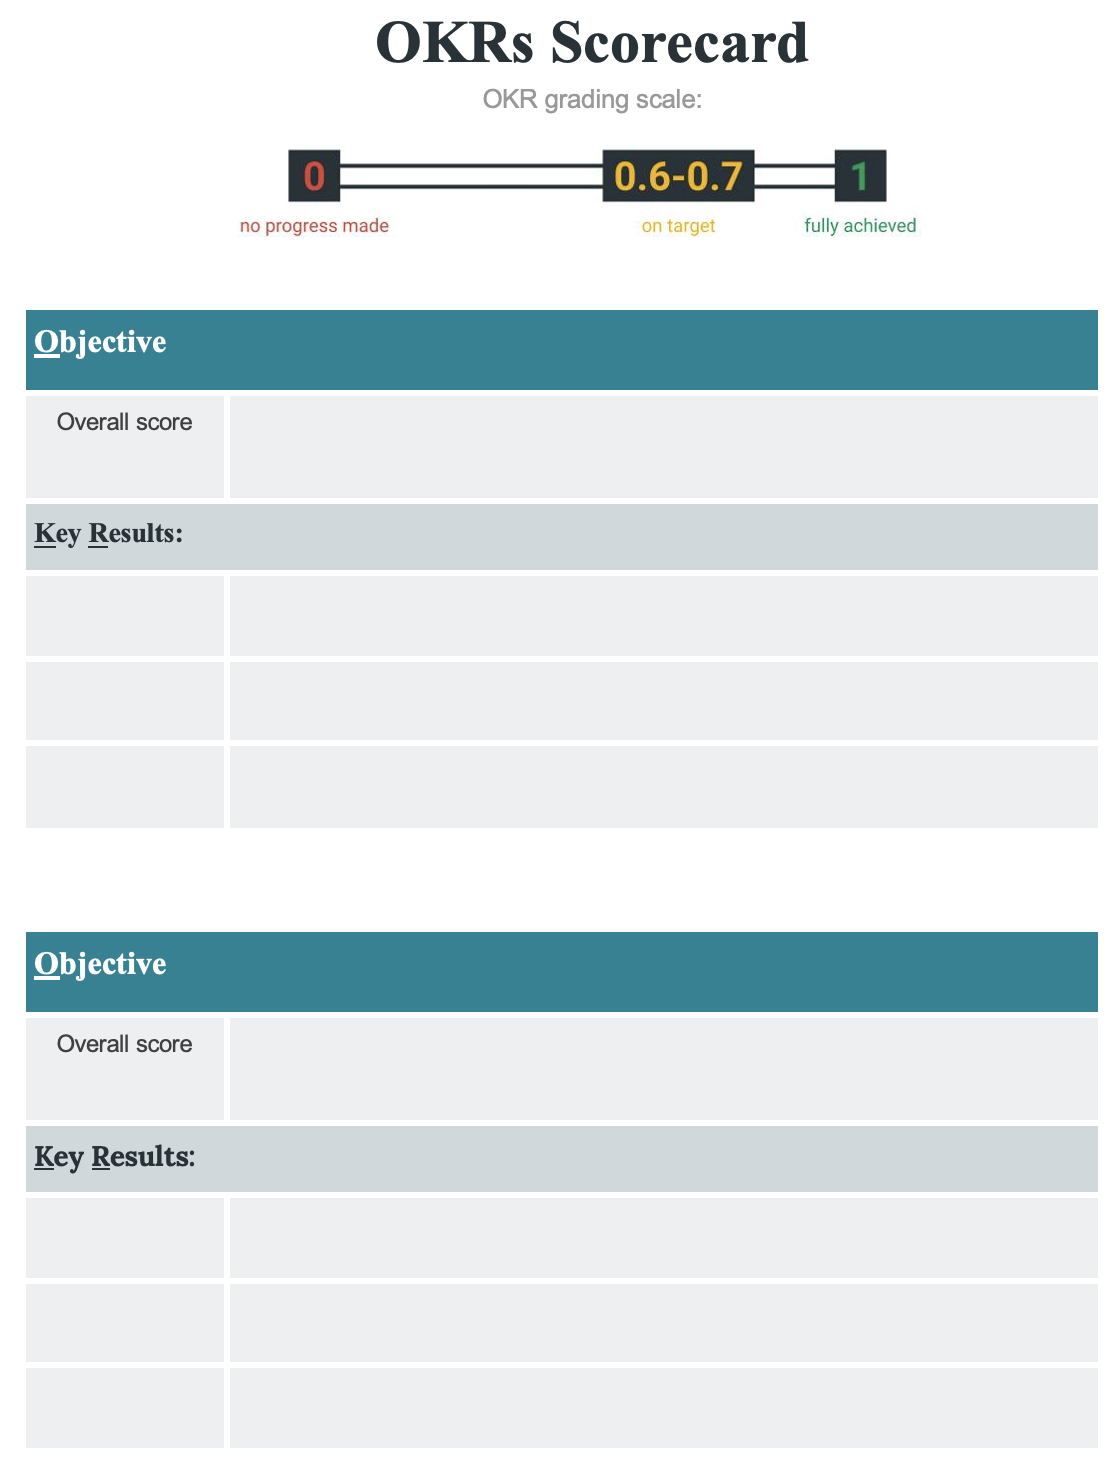 OKRs Scorecard
OKR grading scale:
0 0.6-0.7 1
no progress made on target fully achieved
Objective
Overall score
Key Results:
Objective
Overall score
Key Results: